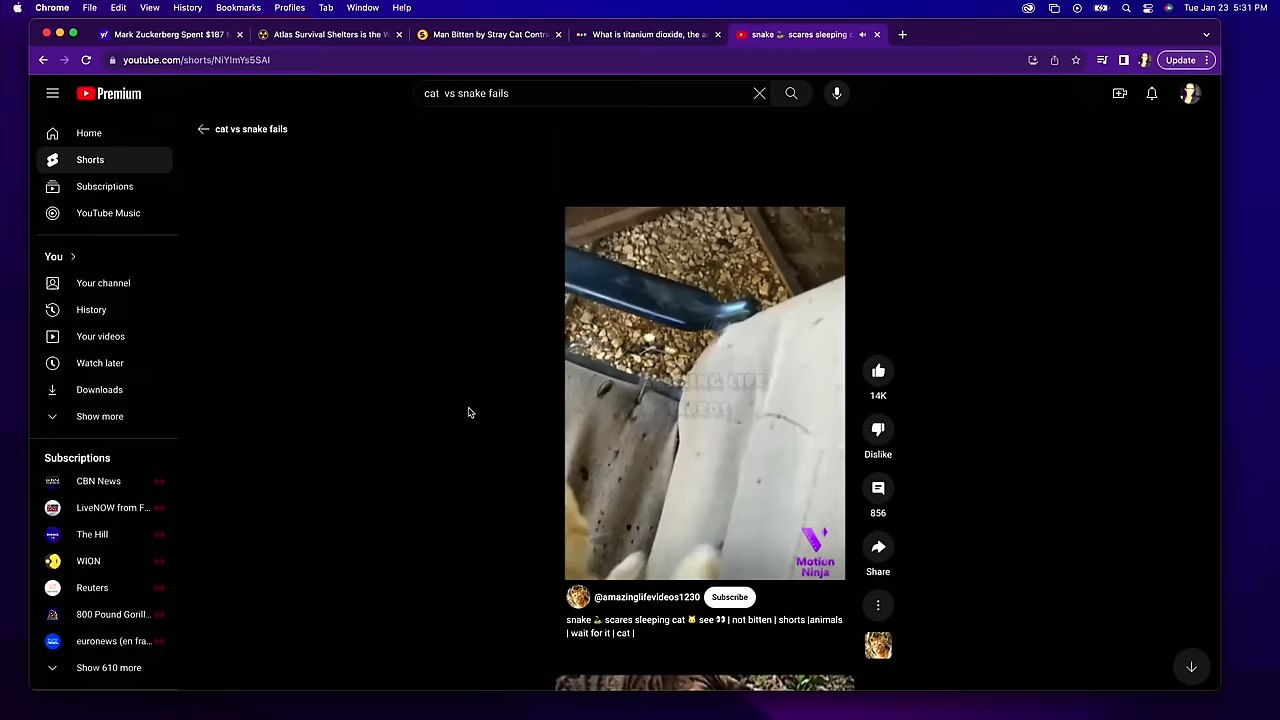 Chrome File Edit View History Bookmarks Profiles Tab Window Help Tue Jan 23 5:31 PM
Mark Zuckerberg Spent $187
Atlas Survival Shelters is the
Man Bitten by Stray Cat Contra
What is titanium dioxide, the a
snake 🐍 scares sleeping c
youtube.com/shorts/NiYlmYs5SAI
Update
Premium
cat vs snake fails
Home
cat vs snake fails
Shorts
Subscriptions
YouTube Music
You
Your channel
History
Your videos
Watch later
Downloads
Show more
Subscriptions
CBN News
LiveNOW from F...
The Hill
WION
Reuters
800 Pound Gorill...
euronews (en fra...
Show 610 more
LIFE
Motion
Ninja
14K
Dislike
856
Share
@amazinglifevideos1230 Subscribe
snake 🐍 scares sleeping cat 🐱 see 👀 | not bitten | shorts |animals
| wait for it | cat |